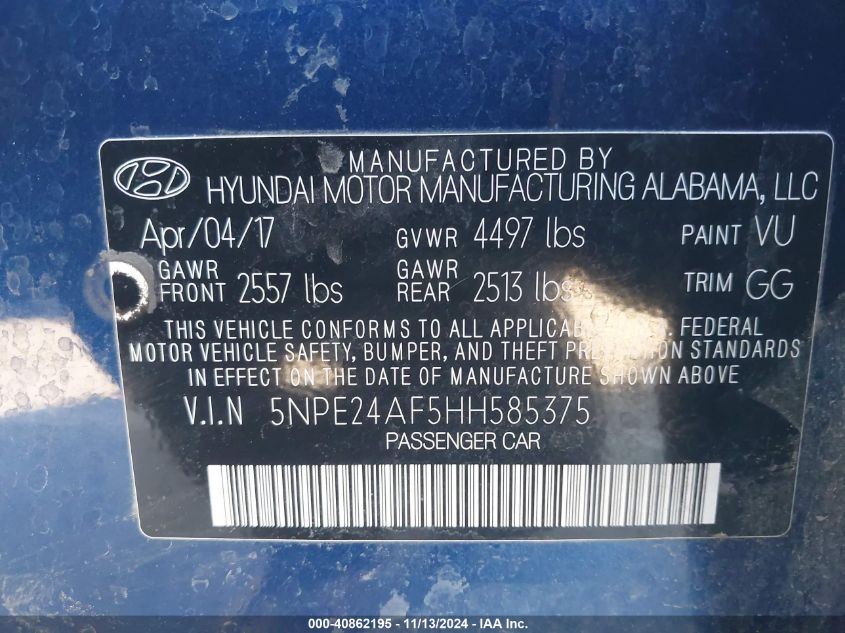 MANUFACTURED BY
HYUNDAI MOTOR MANUFACTURING ALABAMA, LLC
Apr/04/17 GVWR 4497 lbs PAINT VU
GAWR FRONT 2557 lbs GAWR REAR 2513 lbs TRIM GG
THIS VEHICLE CONFORMS TO ALL FEDERAL
MOTOR VEHICLE SAFETY, BUMPER, AND THEFT STANDARDS
IN EFFECT ON THE DATE OF MANUFACTURE SHOWN ABOVE
V.I.N 5NPE24AF5HH585375
PASSENGER CAR
000-40862195 - 11/13/2024 - IAA Inc.